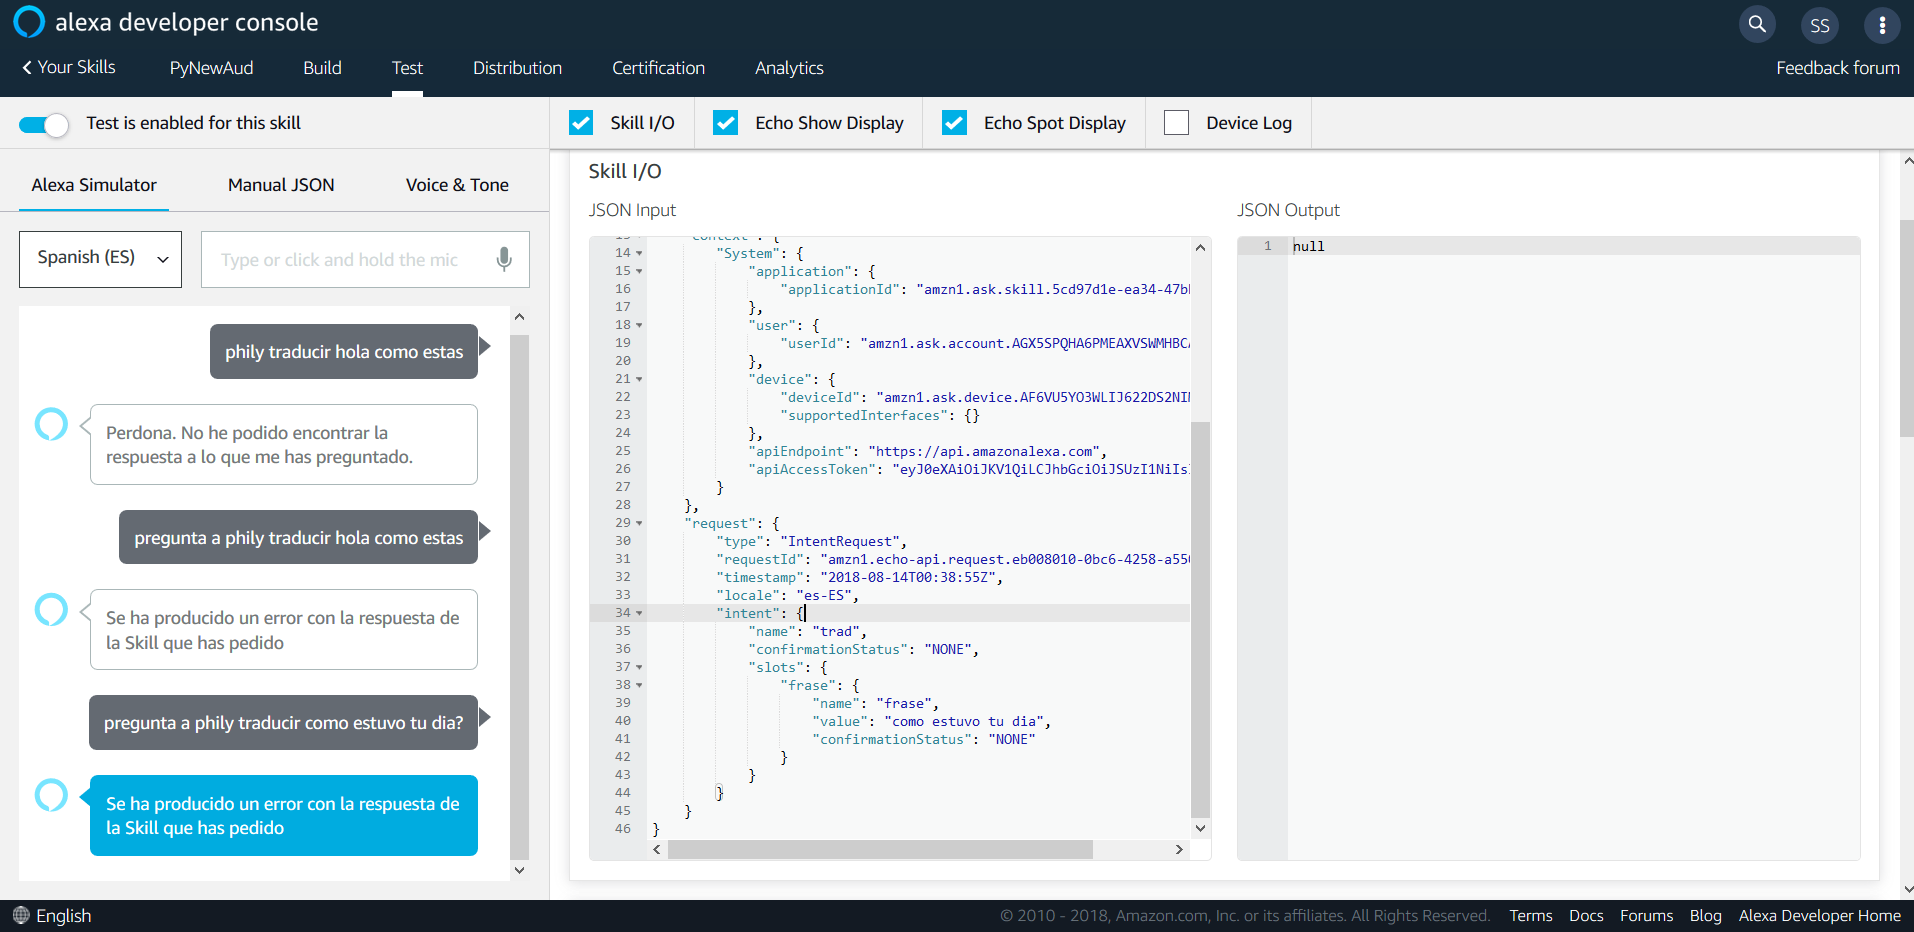 alexa developer console
SS
Your Skills
PyNewAud
Build
Test
Distribution
Certification
Analytics
Feedback forum
Test is enabled for this skill
Skill I/O
Echo Show Display
Echo Spot Display
Device Log
Alexa Simulator
Manual JSON
Voice & Tone
Spanish (ES)
Type or click and hold the mic
phily traducir hola como estas
Perdona. No he podido encontrar la
respuesta a lo que me has preguntado.
pregunta a phily traducir hola como estas
Se ha producido un error con la respuesta de
la Skill que has pedido
pregunta a phily traducir como estuvo tu dia?
Se ha producido un error con la respuesta de
la Skill que has pedido
Skill I/O
JSON Input
14 "System": {
15 "application": {
16 "applicationId": "amzn1.ask.skill.5cd97d1e-ea34-47b
17 },
18 "user": {
19 "userId": "amzn1.ask.account.AGX5SPQHA6PMEAXVSWMHBC
20 },
21 "device": {
22 "deviceId": "amzn1.ask.device.AF6VU5YO3WLIJ622DS2NI
23 "supportedInterfaces": {}
24 },
25 "apiEndpoint": "https://api.amazonalexa.com",
26 "apiAccessToken": "eyJ0eXAiOiJKV1QiLCJhbGciOiJSUzI1NiIs
27 }
28 },
29 "request": {
30 "type": "IntentRequest",
31 "requestId": "amzn1.echo-api.request.eb008010-0bc6-4258-a55
32 "timestamp": "2018-08-14T00:38:55Z",
33 "locale": "es-ES",
34 "intent": {
35 "name": "trad",
36 "confirmationStatus": "NONE",
37 "slots": {
38 "frase": {
39 "name": "frase",
40 "value": "como estuvo tu dia",
41 "confirmationStatus": "NONE"
42 }
43 }
44 }
45 }
46 }
JSON Output
1 null
English
© 2010 - 2018, Amazon.com, Inc. or its affiliates. All Rights Reserved.
Terms
Docs
Forums
Blog
Alexa Developer Home